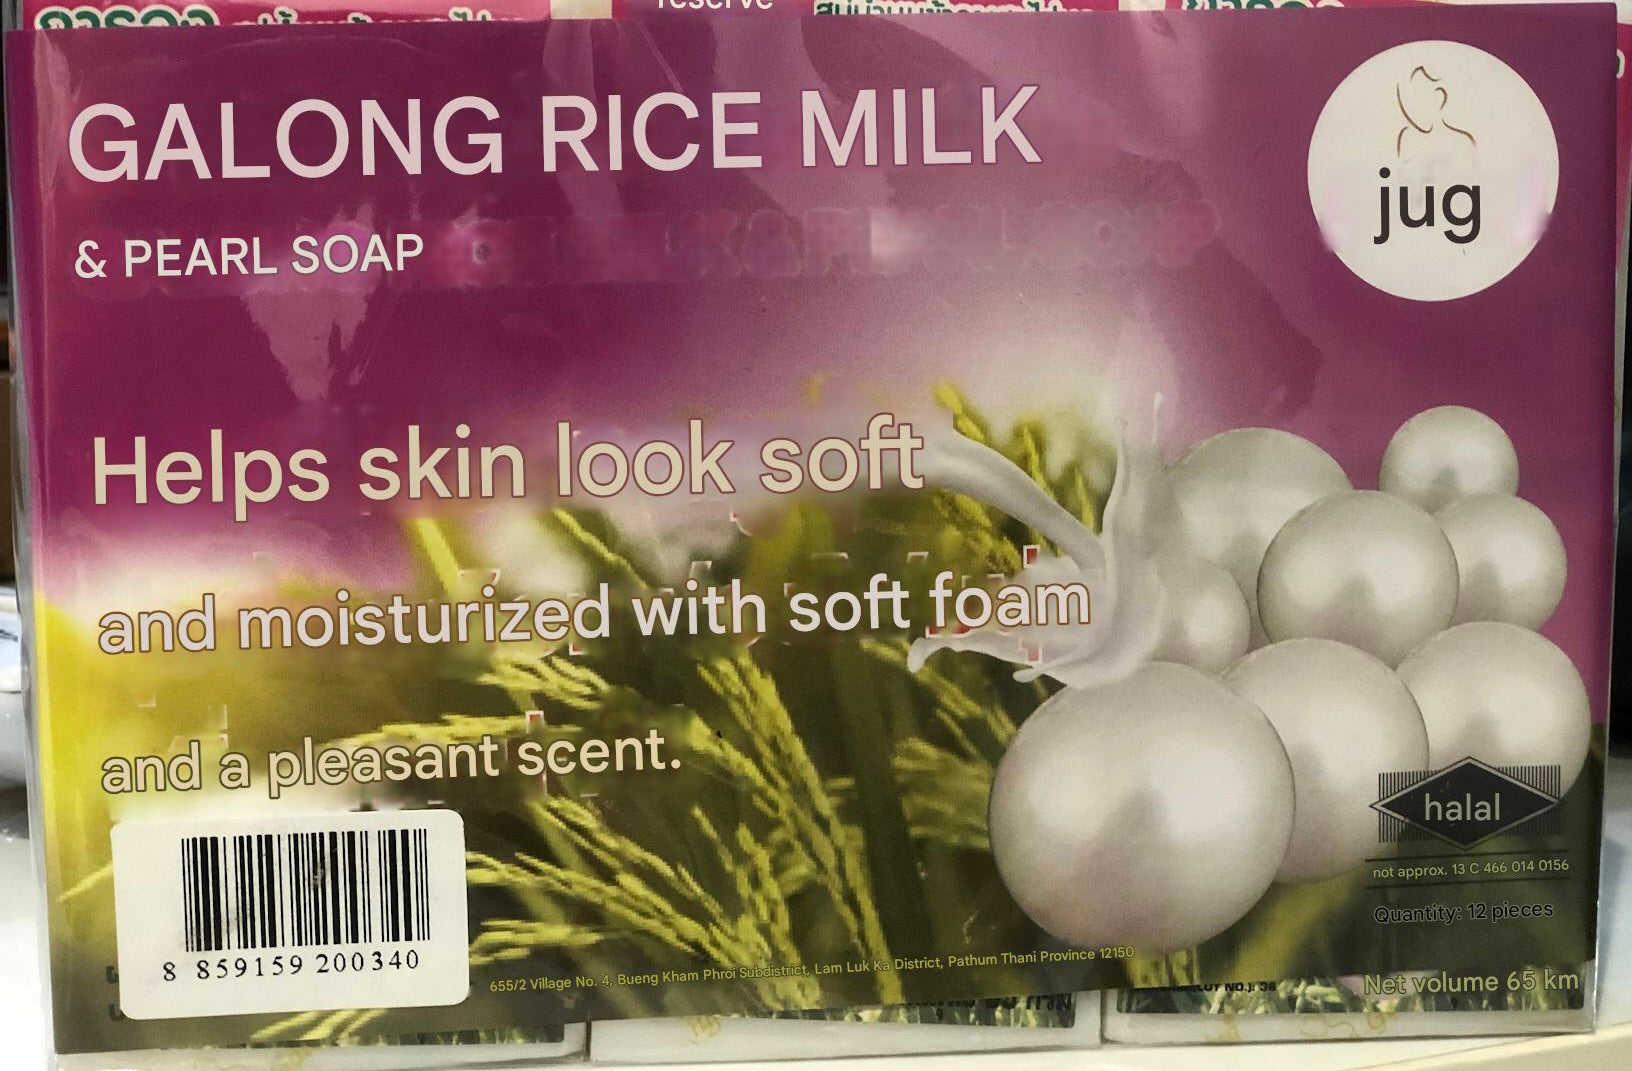 reserve
GALONG RICE MILK
& PEARL SOAP
jug
Helps skin look soft
and moisturized with soft foam
and a pleasant scent.
halal
not approx. 13 C 466 014 0156
Quantity: 12 pieces
8 859159 200340
655/2 Village No. 4, Bueng Kham Phroi Subdistrict, Lam Luk Ka District, Pathum Thani Province 12150
Net volume 65 km